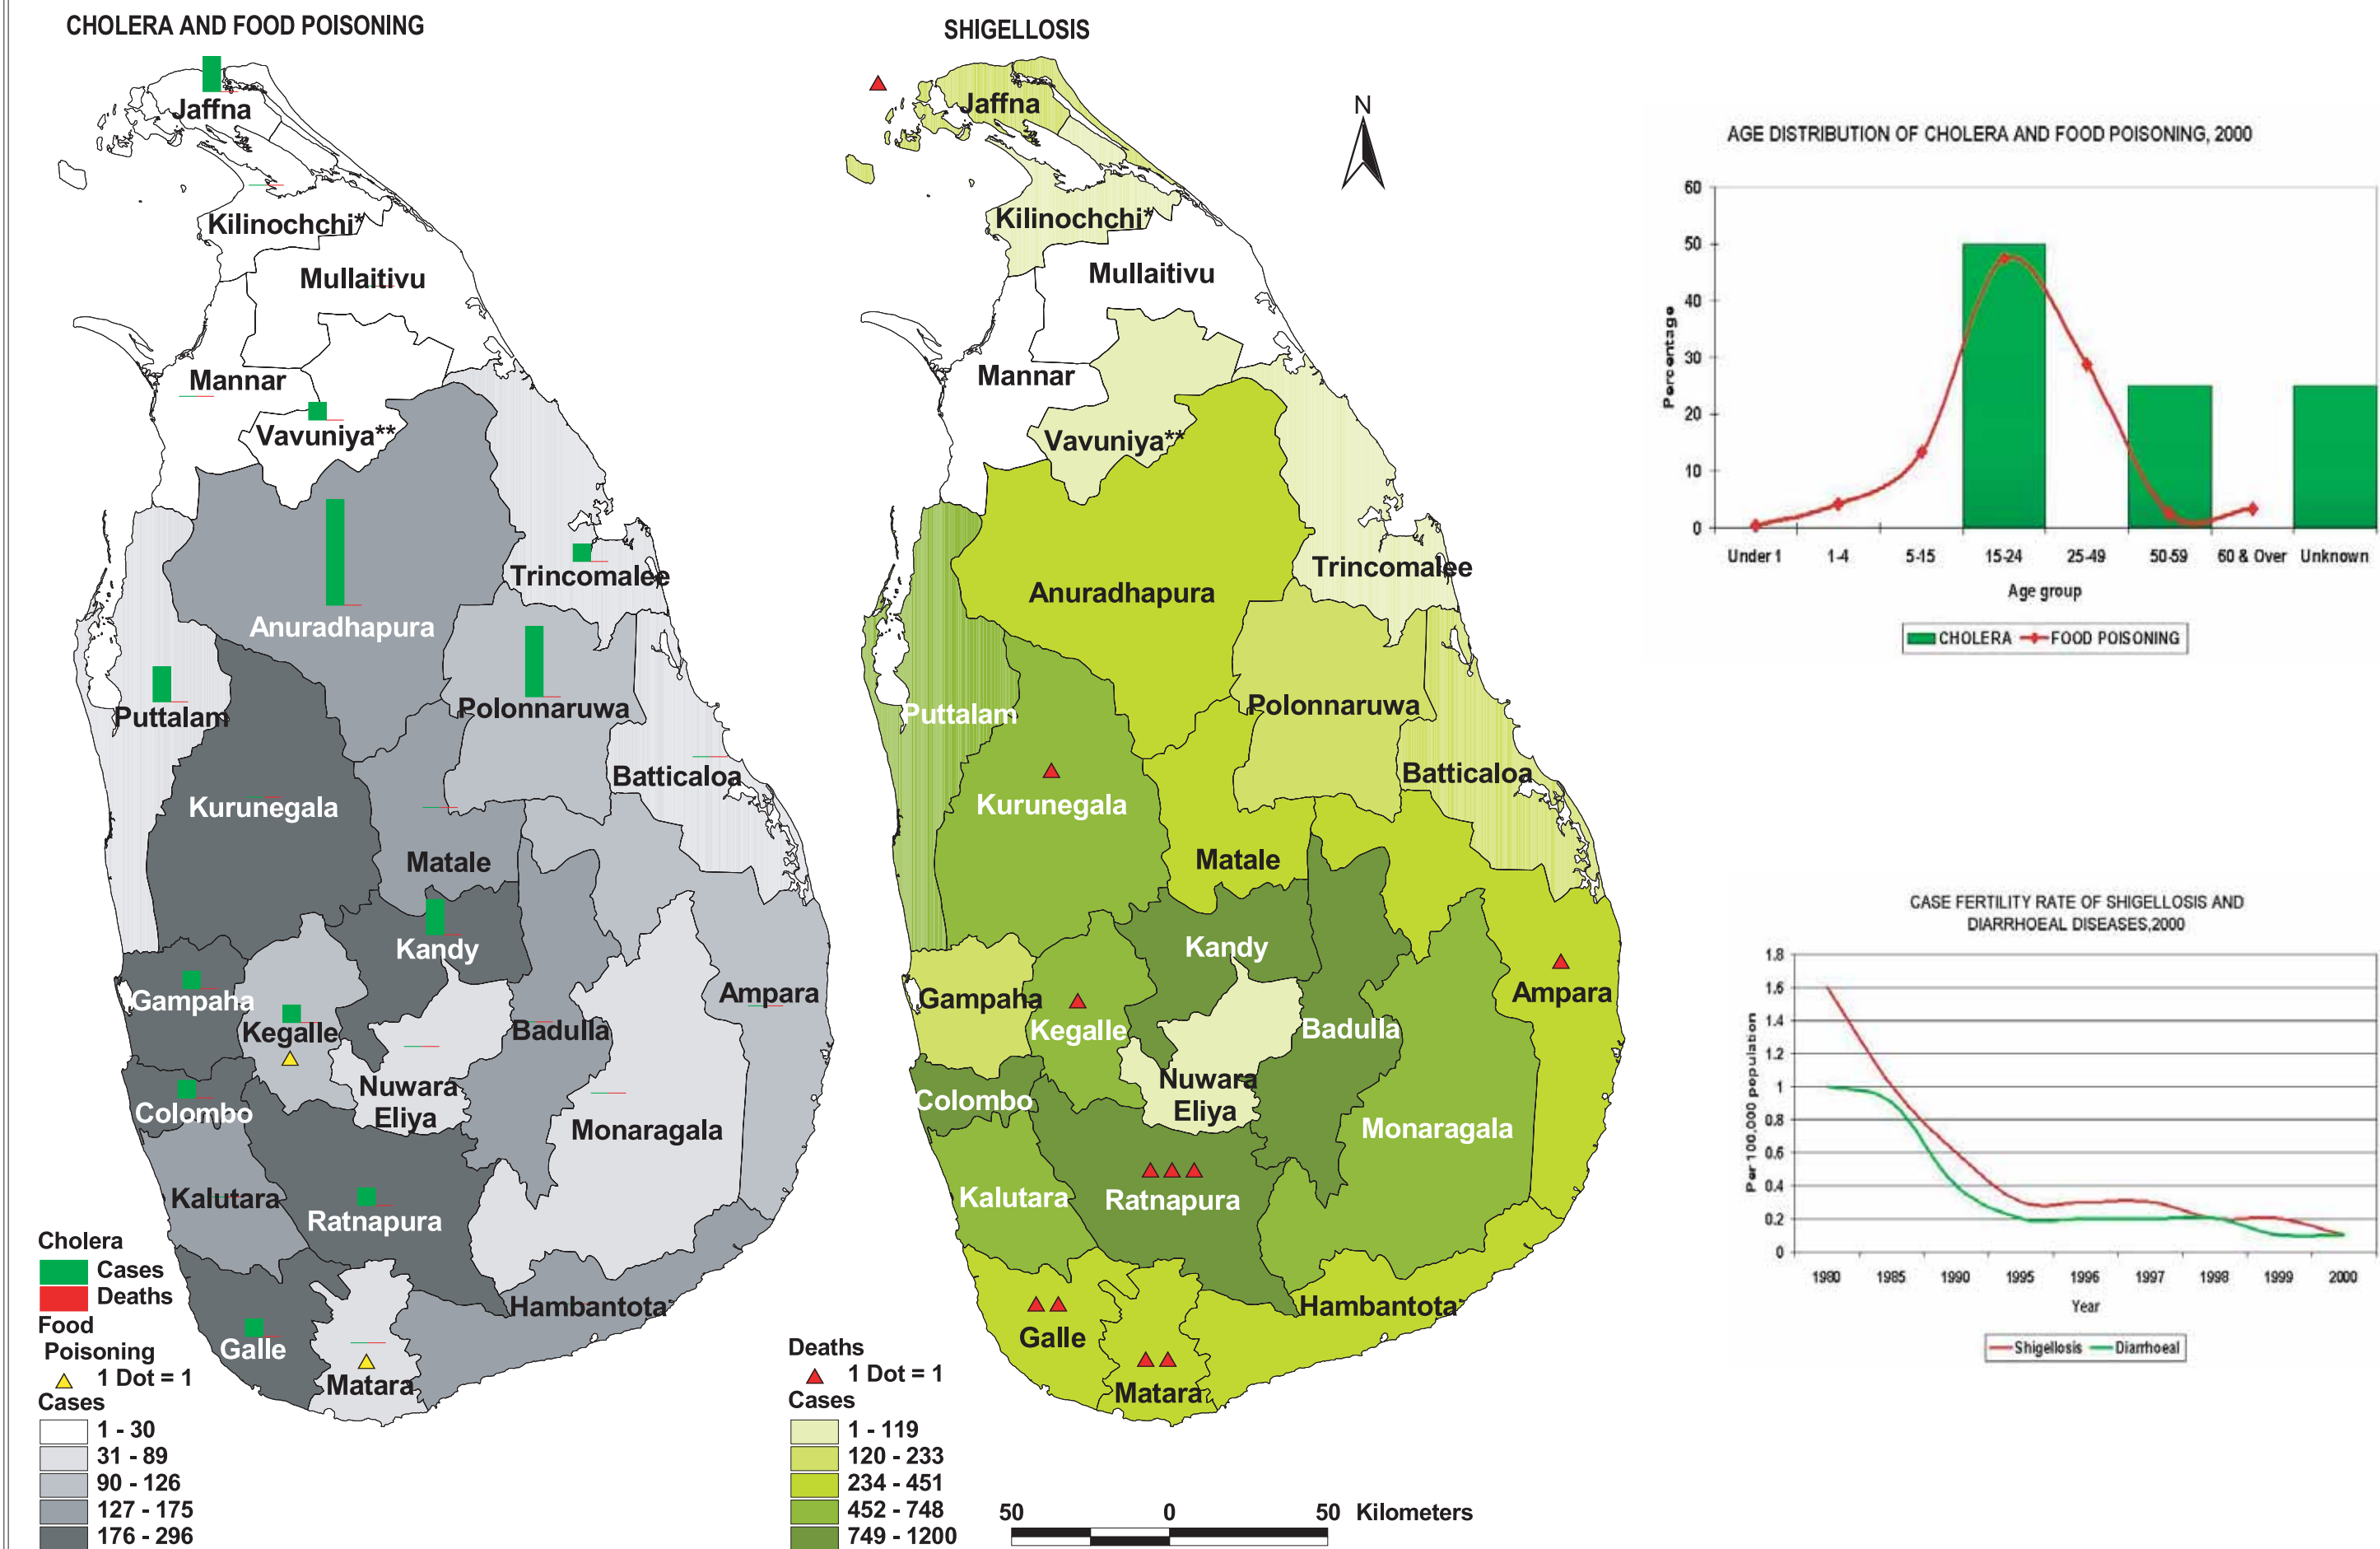 CHOLERA AND FOOD POISONING
Jaffna
Kilinochchi*
Mullaitivu
Mannar
Vavuniya**
Trincomalee
Anuradhapura
Polonnaruwa
Puttalam
Batticaloa
Kurunegala
Matale
Kandy
Gampaha
Ampara
Kegalle
Badulla
Nuwara
Eliya
Colombo
Monaragala
Kalutara
Ratnapura
Hambantota
Galle
Matara
Cholera
Cases
Deaths
Food
Poisoning
1 Dot = 1
Cases
1 - 30
31 - 89
90 - 126
127 - 175
176 - 296
SHIGELLOSIS
N
Jaffna
Kilinochchi*
Mullaitivu
Mannar
Vavuniya**
Trincomalee
Anuradhapura
Polonnaruwa
Puttalam
Batticaloa
Kurunegala
Matale
Kandy
Gampaha
Ampara
Kegalle
Badulla
Nuwara
Eliya
Colombo
Monaragala
Kalutara
Ratnapura
Hambantota
Galle
Matara
Deaths
1 Dot = 1
Cases
1 - 119
120 - 233
234 - 451
452 - 748
749 - 1200
50 0 50 Kilometers
AGE DISTRIBUTION OF CHOLERA AND FOOD POISONING, 2000
Percentage
60
50
40
30
20
10
0
Under 1 1-4 5-15 15-24 25-49 50-59 60 & Over Unknown
Age group
CHOLERA FOOD POISONING
CASE FERTILITY RATE OF SHIGELLOSIS AND
DIARRHOEAL DISEASES,2000
Per 100,000 population
1.8
1.6
1.4
1.2
1
0.8
0.6
0.4
0.2
0
1980 1985 1990 1995 1996 1997 1998 1999 2000
Year
Shigellosis Diarrhoeal